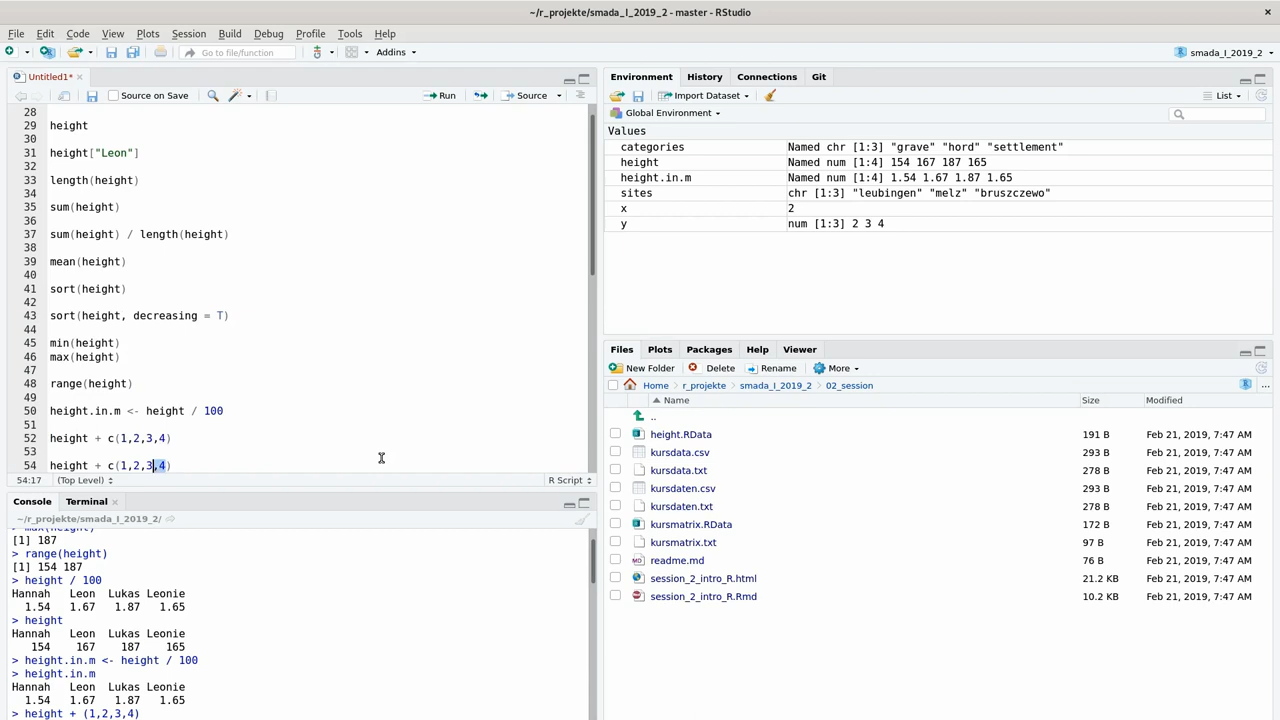 ~/r_projekte/smada_I_2019_2 - master - RStudio
File Edit Code View Plots Session Build Debug Profile Tools Help
Go to file/function Addins smada_I_2019_2
Untitled1*
Source on Save Run Source
28
29 height
30
31 height["Leon"]
32
33 length(height)
34
35 sum(height)
36
37 sum(height) / length(height)
38
39 mean(height)
40
41 sort(height)
42
43 sort(height, decreasing = T)
44
45 min(height)
46 max(height)
47
48 range(height)
49
50 height.in.m <- height / 100
51
52 height + c(1,2,3,4)
53
54 height + c(1,2,3,4)
54:17 (Top Level) R Script
Console Terminal
~/r_projekte/smada_I_2019_2/
> max(height)
[1] 187
> range(height)
[1] 154 187
> height / 100
Hannah Leon Lukas Leonie
1.54 1.67 1.87 1.65
> height
Hannah Leon Lukas Leonie
154 167 187 165
> height.in.m <- height / 100
> height.in.m
Hannah Leon Lukas Leonie
1.54 1.67 1.87 1.65
> height + (1,2,3,4)
Environment History Connections Git
Import Dataset List
Global Environment
Values
categories Named chr [1:3] "grave" "hord" "settlement"
height Named num [1:4] 154 167 187 165
height.in.m Named num [1:4] 1.54 1.67 1.87 1.65
sites chr [1:3] "leubingen" "melz" "bruszczewo"
x 2
y num [1:3] 2 3 4
Files Plots Packages Help Viewer
New Folder Delete Rename More
Home r_projekte smada_I_2019_2 02_session ...
Name Size Modified
..
height.RData 191 B Feb 21, 2019, 7:47 AM
kursdata.csv 293 B Feb 21, 2019, 7:47 AM
kursdata.txt 278 B Feb 21, 2019, 7:47 AM
kursdaten.csv 293 B Feb 21, 2019, 7:47 AM
kursdaten.txt 278 B Feb 21, 2019, 7:47 AM
kursmatrix.RData 172 B Feb 21, 2019, 7:47 AM
kursmatrix.txt 97 B Feb 21, 2019, 7:47 AM
readme.md 76 B Feb 21, 2019, 7:47 AM
session_2_intro_R.html 21.2 KB Feb 21, 2019, 7:47 AM
session_2_intro_R.Rmd 10.2 KB Feb 21, 2019, 7:47 AM